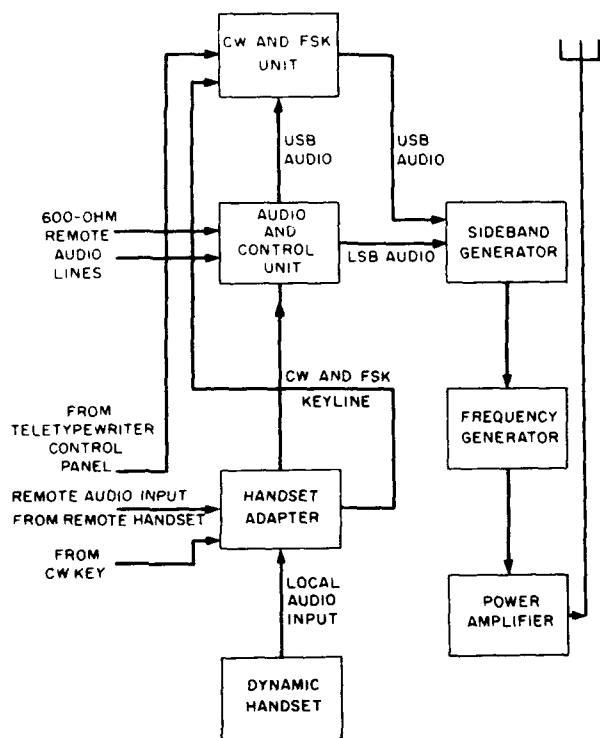 CW AND FSK
UNIT
USB
AUDIO
USB
AUDIO
600-OHM
REMOTE
AUDIO
LINES
AUDIO
AND
CONTROL
UNIT
LSB AUDIO
SIDEBAND
GENERATOR
CW AND FSK
KEYLINE
FROM
TELETYPEWRITER
CONTROL
PANEL
FREQUENCY
GENERATOR
REMOTE AUDIO INPUT
FROM REMOTE HANDSET
HANDSET
ADAPTER
FROM
CW KEY
LOCAL
AUDIO
INPUT
POWER
AMPLIFIER
DYNAMIC
HANDSET